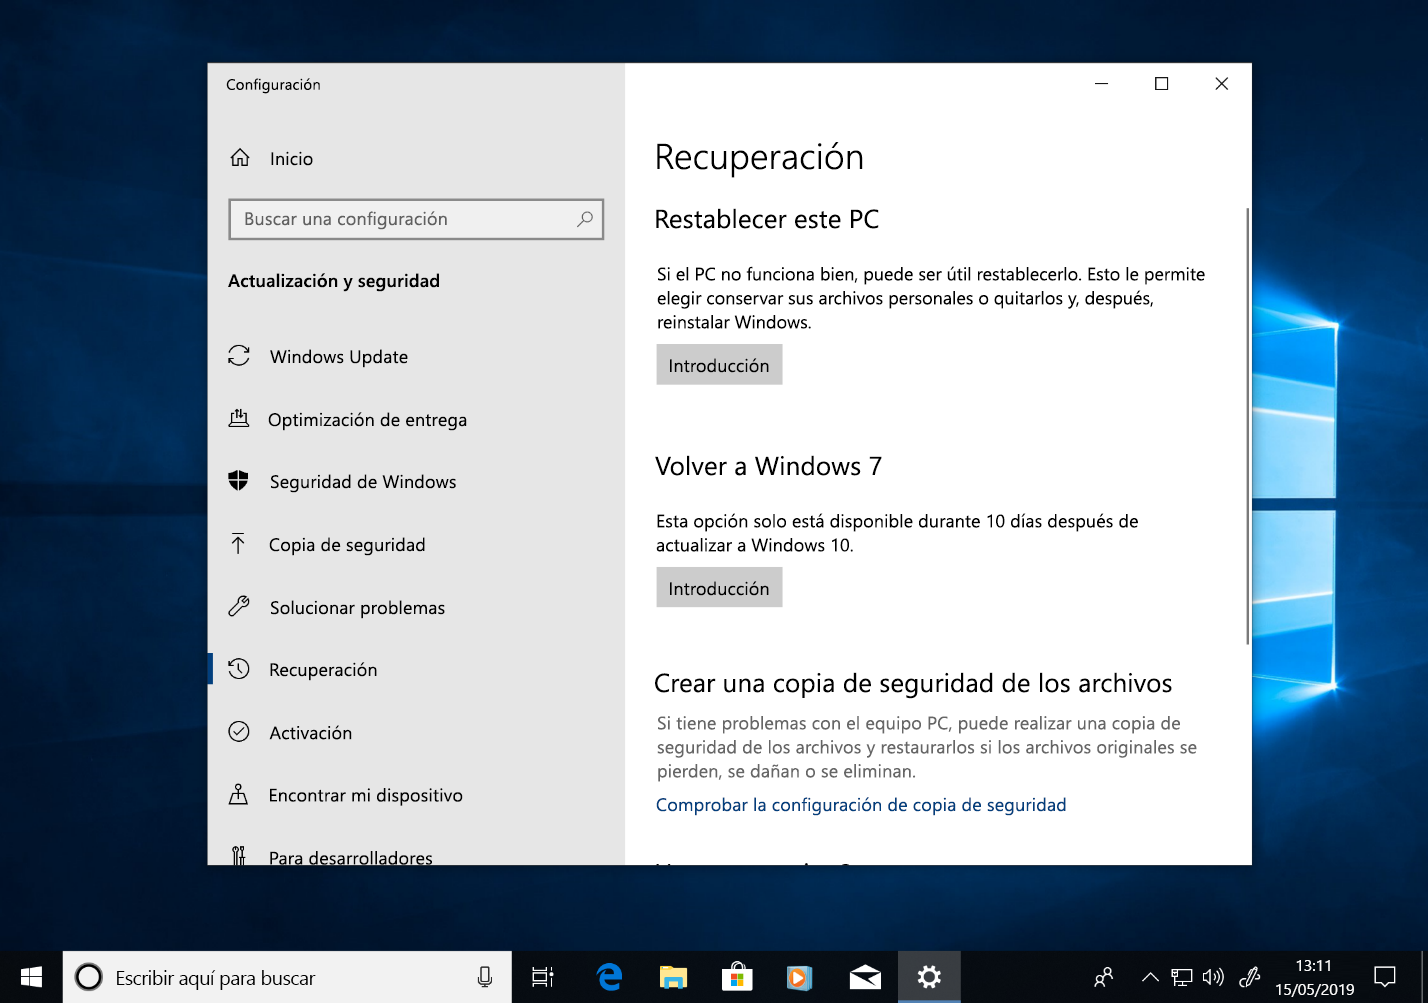 Configuración
Inicio
Buscar una configuración
Actualización y seguridad
Windows Update
Optimización de entrega
Seguridad de Windows
Copia de seguridad
Solucionar problemas
Recuperación
Activación
Encontrar mi dispositivo
Para desarrolladores
Recuperación
Restablecer este PC
Si el PC no funciona bien, puede ser útil restablecerlo. Esto le permite
elegir conservar sus archivos personales o quitarlos y, después,
reinstalar Windows.
Introducción
Volver a Windows 7
Esta opción solo está disponible durante 10 días después de
actualizar a Windows 10.
Introducción
Crear una copia de seguridad de los archivos
Si tiene problemas con el equipo PC, puede realizar una copia de
seguridad de los archivos y restaurarlos si los archivos originales se
pierden, se dañan o se eliminan.
Comprobar la configuración de copia de seguridad
Escribir aquí para buscar
13:11
15/05/2019